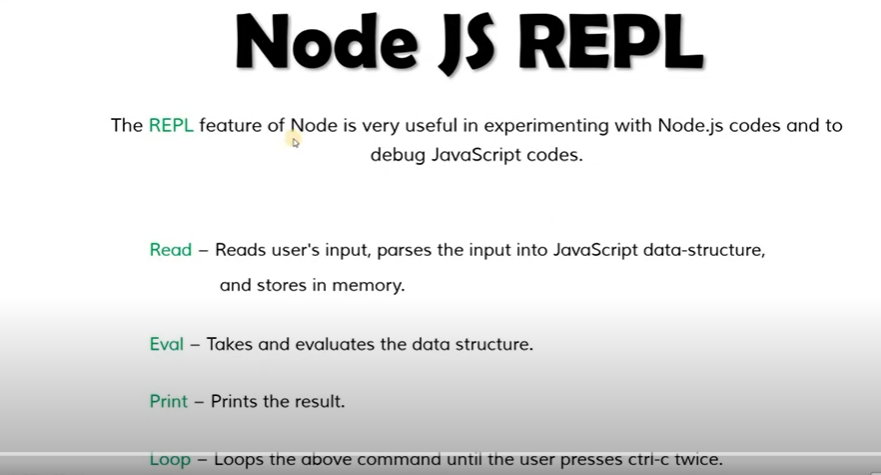 Node JS REPL
The REPL feature of Node is very useful in experimenting with Node.js codes and to
debug JavaScript codes.
Read – Reads user's input, parses the input into JavaScript data-structure,
and stores in memory.
Eval – Takes and evaluates the data structure.
Print – Prints the result.
Loop – Loops the above command until the user presses ctrl-c twice.